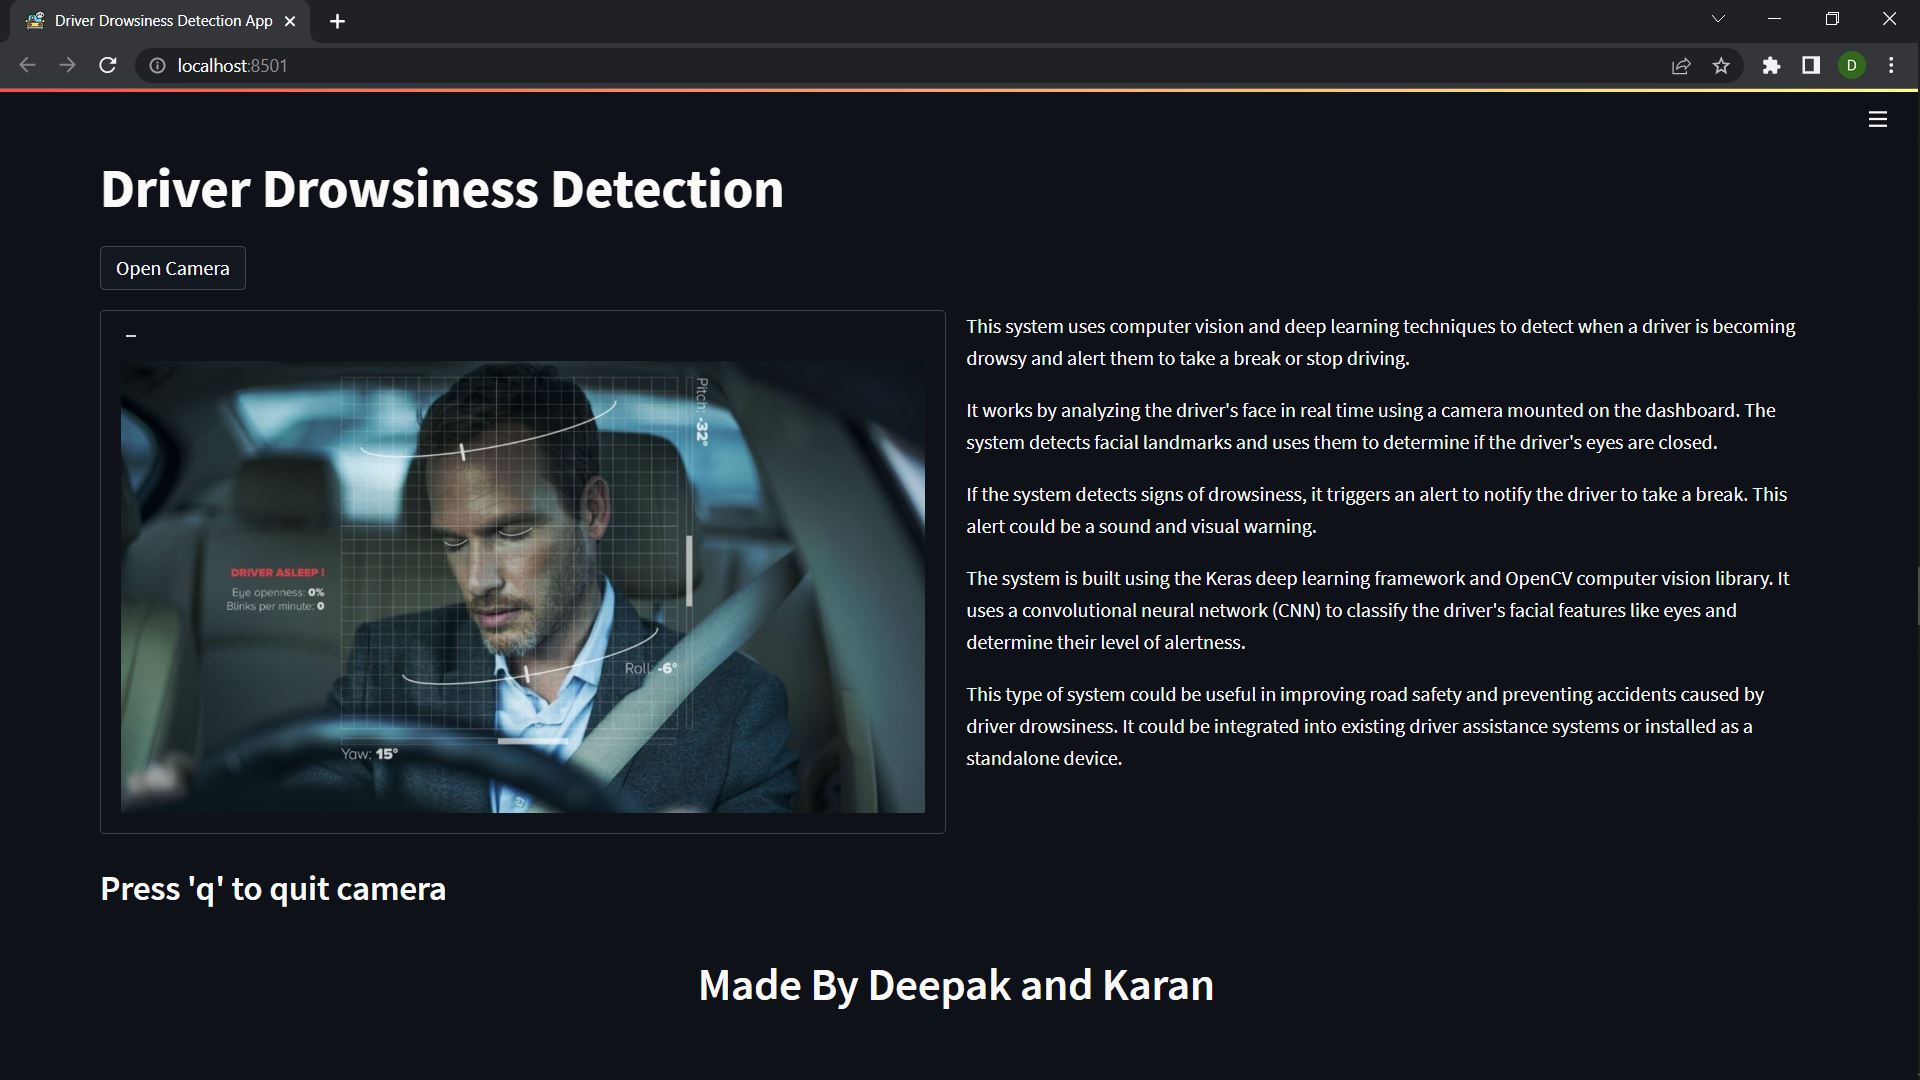 Driver Drowsiness Detection App
localhost:8501
D
Driver Drowsiness Detection
Open Camera
–
Pitch: -32°
DRIVER ASLEEP !
Eye openness: 0%
Blinks per minute: 0
Roll: -6°
Yaw: 15°
This system uses computer vision and deep learning techniques to detect when a driver is becoming
drowsy and alert them to take a break or stop driving.
It works by analyzing the driver's face in real time using a camera mounted on the dashboard. The
system detects facial landmarks and uses them to determine if the driver's eyes are closed.
If the system detects signs of drowsiness, it triggers an alert to notify the driver to take a break. This
alert could be a sound and visual warning.
The system is built using the Keras deep learning framework and OpenCV computer vision library. It
uses a convolutional neural network (CNN) to classify the driver's facial features like eyes and
determine their level of alertness.
This type of system could be useful in improving road safety and preventing accidents caused by
driver drowsiness. It could be integrated into existing driver assistance systems or installed as a
standalone device.
Press 'q' to quit camera
Made By Deepak and Karan